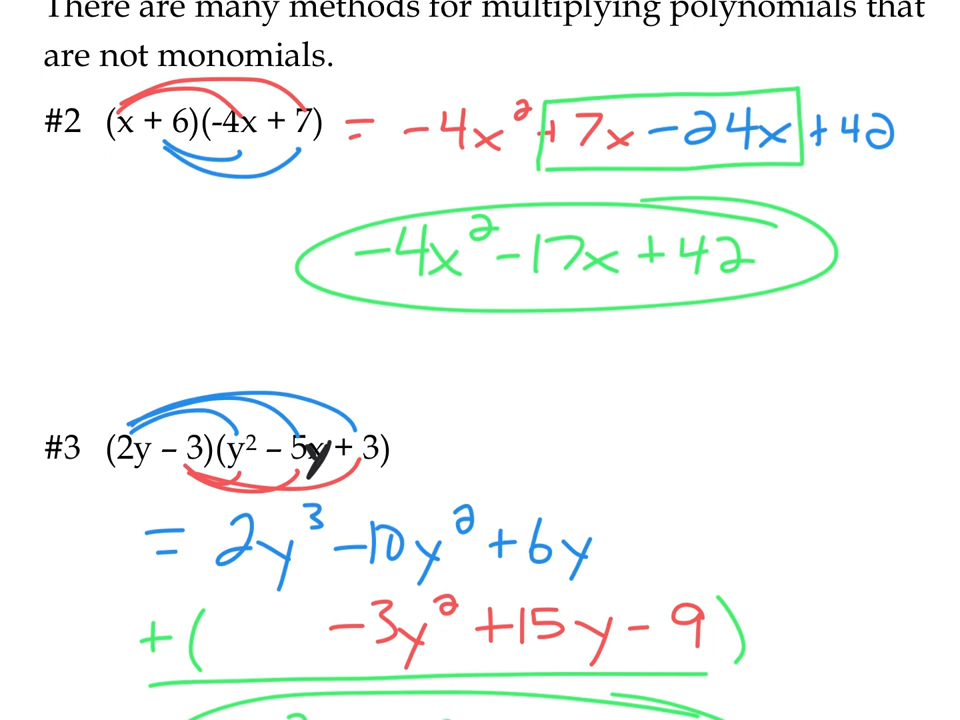 There are many methods for multiplying polynomials that
are not monomials.
#2 (x + 6)(-4x + 7) = -4x² +7x -24x +42
-4x² -17x +42
#3 (2y – 3)(y² – 5y + 3)
= 2y³ -10y² +6y
+( -3y² +15y - 9 )